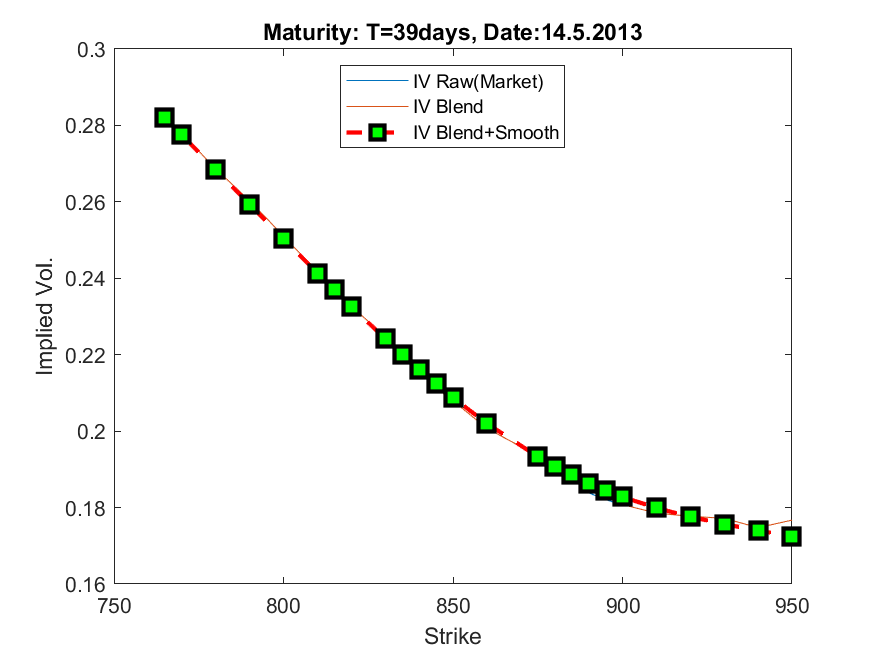 Maturity: T=39days, Date:14.5.2013
0.3
IV Raw(Market)
IV Blend
IV Blend+Smooth
0.28
0.26
0.24
0.22
0.2
0.18
0.16
Implied Vol.
750
800
850
900
950
Strike